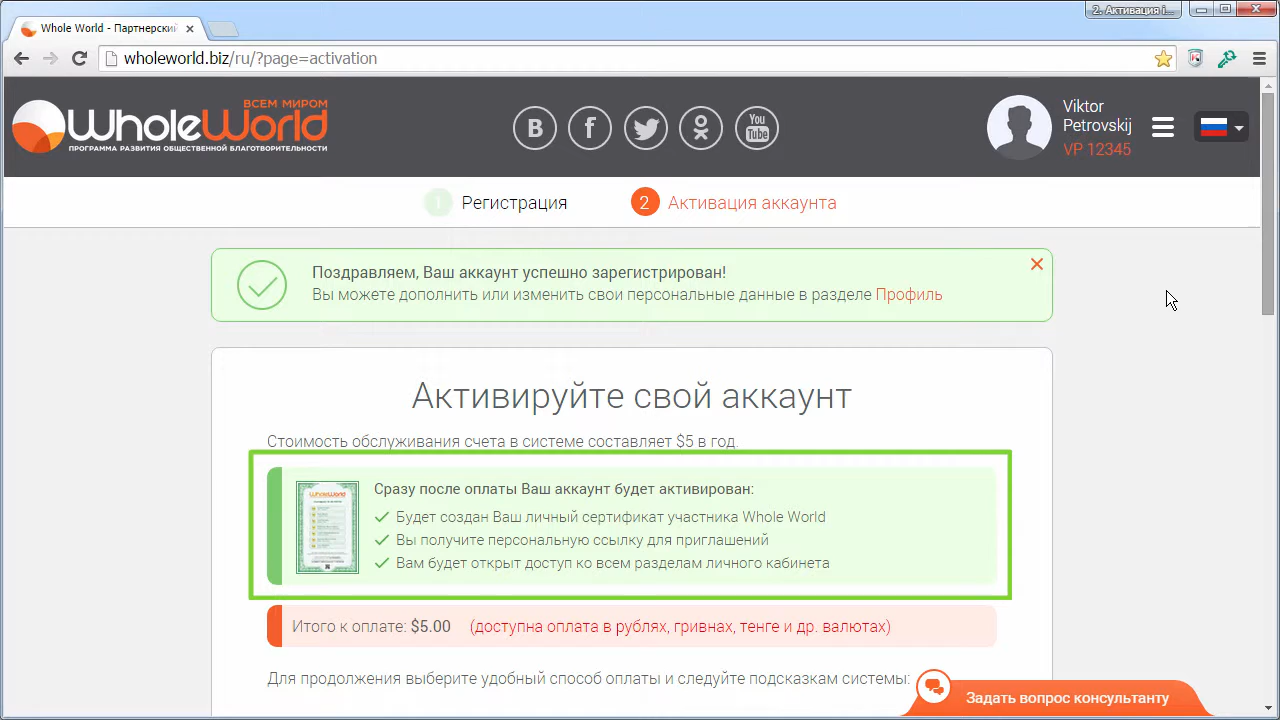 2. Активация i...
Whole World - Партнерский
wholeworld.biz/ru/?page=activation
ВСЕМ МИРОМ
WholeWorld
ПРОГРАММА РАЗВИТИЯ ОБЩЕСТВЕННОЙ БЛАГОТВОРИТЕЛЬНОСТИ
B
f
You
Tube
Viktor
Petrovskij
VP 12345
1 Регистрация
2 Активация аккаунта
Поздравляем, Ваш аккаунт успешно зарегистрирован!
Вы можете дополнить или изменить свои персональные данные в разделе Профиль
Активируйте свой аккаунт
Стоимость обслуживания счета в системе составляет $5 в год.
WholeWorld
Сразу после оплаты Ваш аккаунт будет активирован:
Будет создан Ваш личный сертификат участника Whole World
Вы получите персональную ссылку для приглашений
Вам будет открыт доступ ко всем разделам личного кабинета
Итого к оплате: $5.00 (доступна оплата в рублях, гривнах, тенге и др. валютах)
Для продолжения выберите удобный способ оплаты и следуйте подсказкам системы:
Задать вопрос консультанту